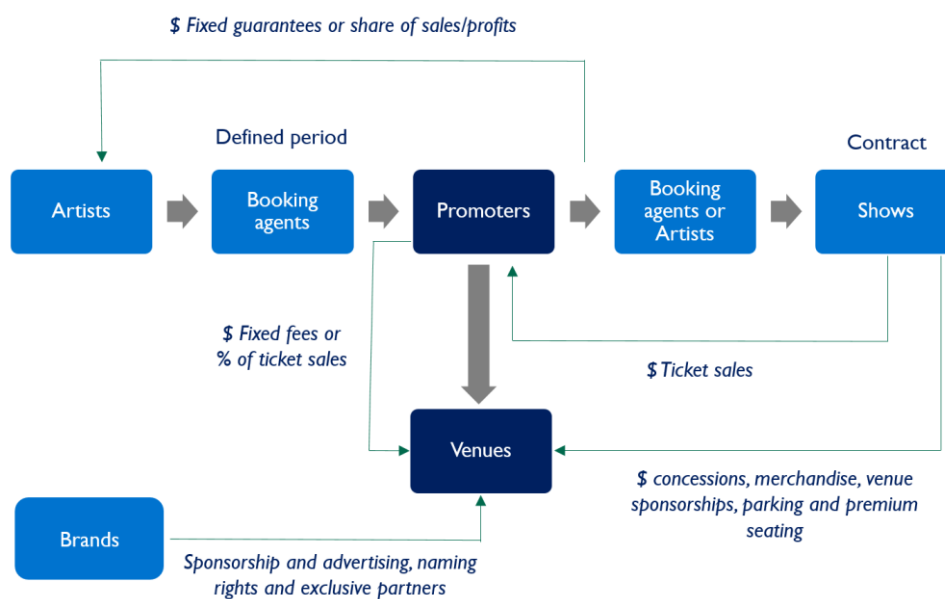 $ Fixed guarantees or share of sales/profits
Defined period
Contract
Artists
Booking
agents
Promoters
Booking
agents or
Artists
Shows
$ Fixed fees or
% of ticket sales
$ Ticket sales
Venues
$ concessions, merchandise, venue
sponsorships, parking and premium
seating
Brands
Sponsorship and advertising, naming
rights and exclusive partners